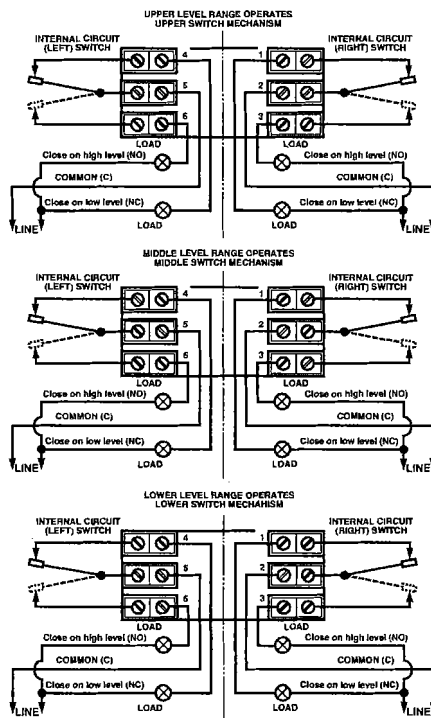 UPPER LEVEL RANGE OPERATES
UPPER SWITCH MECHANISM
INTERNAL CIRCUIT
(LEFT) SWITCH
INTERNAL CIRCUIT
(RIGHT) SWITCH
4
1
5
2
6
3
LOAD
LOAD
Close on high level (NO)
Close on high level (NO)
COMMON (C)
COMMON (C)
Close on low level (NC)
Close on low level (NC)
LINE
LOAD
LOAD
LINE
MIDDLE LEVEL RANGE OPERATES
MIDDLE SWITCH MECHANISM
INTERNAL CIRCUIT
(LEFT) SWITCH
INTERNAL CIRCUIT
(RIGHT) SWITCH
4
1
5
2
6
3
LOAD
LOAD
Close on high level (NO)
Close on high level (NO)
COMMON (C)
COMMON (C)
Close on low level (NC)
Close on low level (NC)
LINE
LOAD
LOAD
LINE
LOWER LEVEL RANGE OPERATES
LOWER SWITCH MECHAHISM
INTERNAL CIRCUIT
(LEFT) SWITCH
INTERNAL CIRCUIT
(RIGHT) SWITCH
4
1
5
2
6
3
LOAD
LOAD
Close on high level (NO)
Close on high level (NO)
COMMON (C)
COMMON (C)
Close on low level (NC)
Close on low level (NC)
LINE
LOAD
LOAD
LINE